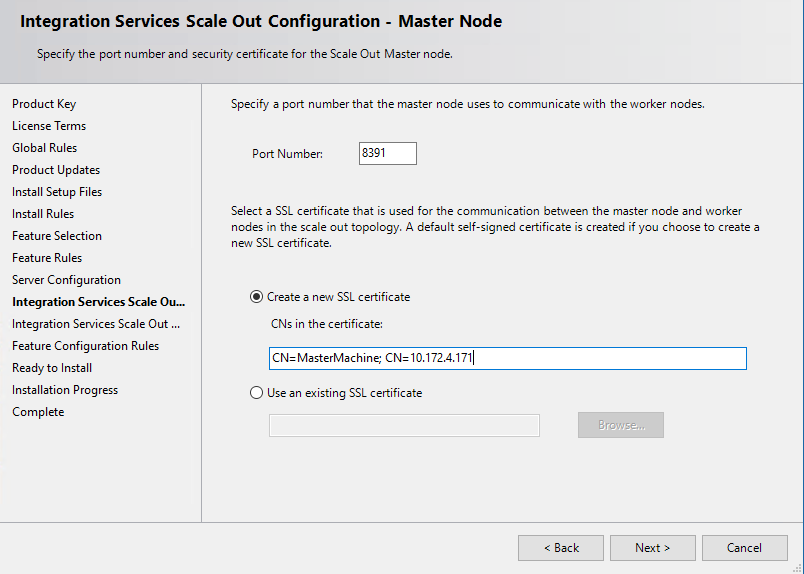 Integration Services Scale Out Configuration - Master Node
Specify the port number and security certificate for the Scale Out Master node.
Product Key
License Terms
Global Rules
Product Updates
Install Setup Files
Install Rules
Feature Selection
Feature Rules
Server Configuration
Integration Services Scale Ou...
Integration Services Scale Out ...
Feature Configuration Rules
Ready to Install
Installation Progress
Complete
Specify a port number that the master node uses to communicate with the worker nodes.
Port Number: 8391
Select a SSL certificate that is used for the communication between the master node and worker
nodes in the scale out topology. A default self-signed certificate is created if you choose to create a
new SSL certificate.
Create a new SSL certificate
CNs in the certificate:
CN=MasterMachine; CN=10.172.4.171
Use an existing SSL certificate
Browse...
< Back Next > Cancel